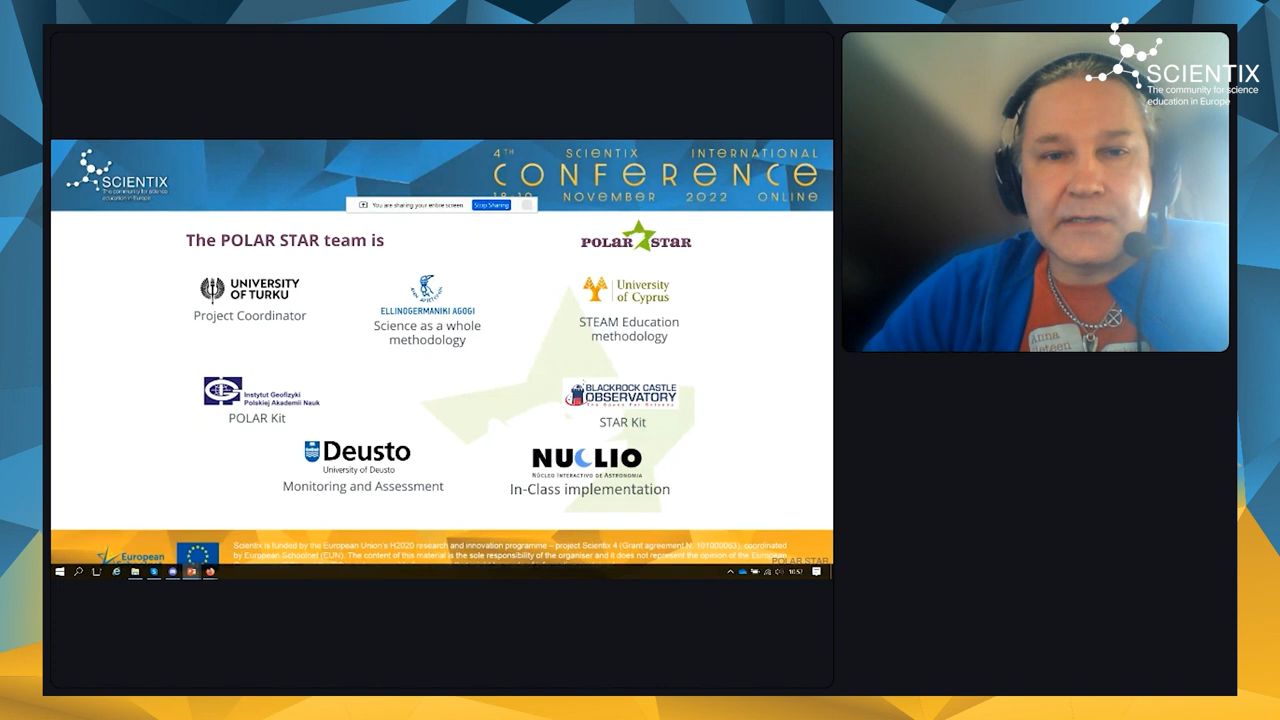 SCIENTIX
The community for science
education in Europe
SCIENTIX
The community for science
education in Europe
4TH SCIENTIX INTERNATIONAL
CONFERENCE
18-19 NOVEMBER 2022 ONLINE
You are sharing your entire screen.
Stop Sharing
The POLAR STAR team is
POLAR STAR
UNIVERSITY
OF TURKU
Project Coordinator
ELLINOGERMANIKI AGOGI
Science as a whole
methodology
University
of Cyprus
STEAM Education
methodology
Instytut Geofizyki
Polskiej Akademii Nauk
POLAR Kit
BLACKROCK CASTLE
OBSERVATORY
STAR Kit
Deusto
University of Deusto
Monitoring and Assessment
NUCLIO
NÚCLEO INTERACTIVO DE ASTRONOMIA
In-Class implementation
European
Scientix is funded by the European Union's H2020 research and innovation programme – project Scientix 4 (Grant agreement N. 101000063), coordinated
by European Schoolnet (EUN). The content of this material is the sole responsibility of the organiser and it does not represent the opinion of the European
POLAR STAR
10.57
Anna